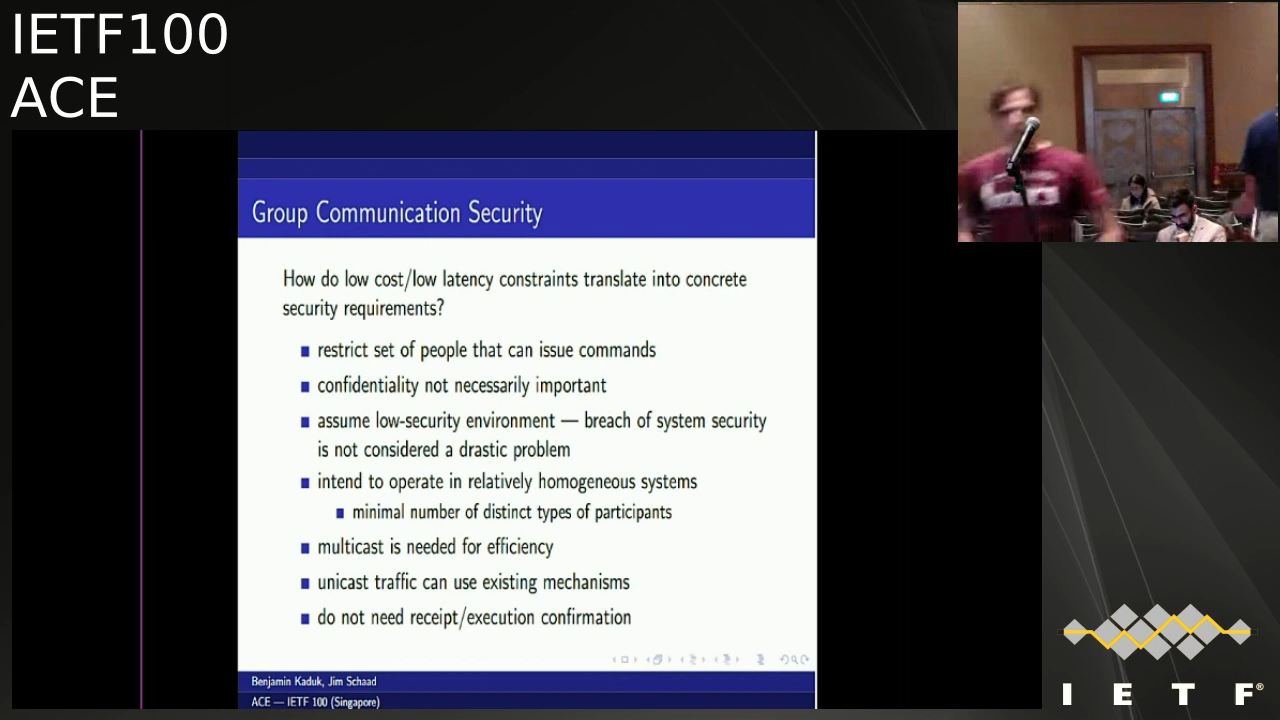 IETF100
ACE
Group Communication Security
How do low cost/low latency constraints translate into concrete
security requirements?
restrict set of people that can issue commands
confidentiality not necessarily important
assume low-security environment — breach of system security
is not considered a drastic problem
intend to operate in relatively homogeneous systems
minimal number of distinct types of participants
multicast is needed for efficiency
unicast traffic can use existing mechanisms
do not need receipt/execution confirmation
Benjamin Kaduk, Jim Schaad
ACE — IETF 100 (Singapore)
I E T F®